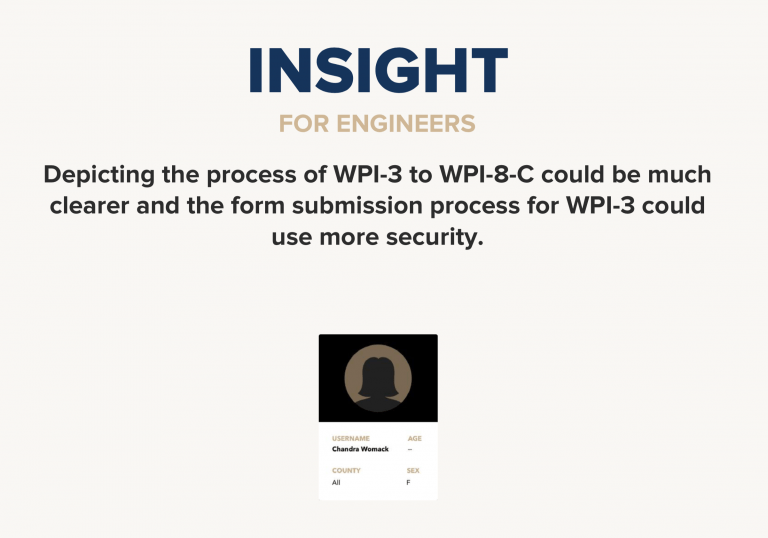 INSIGHT
FOR ENGINEERS
Depicting the process of WPI-3 to WPI-8-C could be much
clearer and the form submission process for WPI-3 could
use more security.
USERNAME AGE
Chandra Womack –
COUNTY SEX
All F